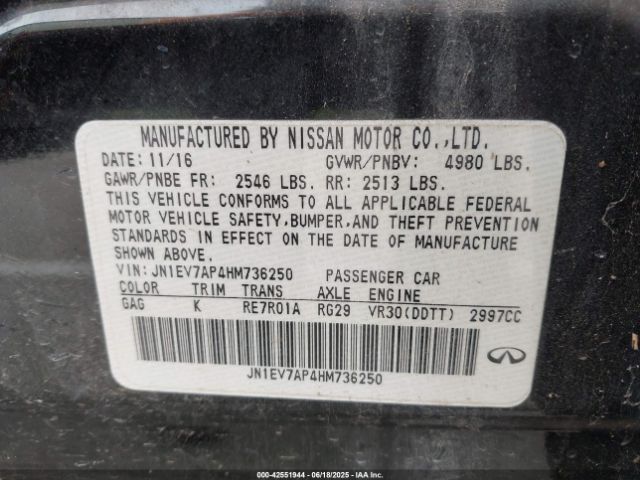 MANUFACTURED BY NISSAN MOTOR CO.,LTD.
DATE: 11/16 GVWR/PNBV: 4980 LBS.
GAWR/PNBE FR: 2546 LBS. RR: 2513 LBS.
THIS VEHICLE CONFORMS TO ALL APPLICABLE FEDERAL
MOTOR VEHICLE SAFETY,BUMPER,AND THEFT PREVENTION
STANDARDS IN EFFECT ON THE DATE OF MANUFACTURE
SHOWN ABOVE.
VIN: JN1EV7AP4HM736250 PASSENGER CAR
COLOR TRIM TRANS AXLE ENGINE
GAG K RE7R01A RG29 VR30(DDTT) 2997CC
JN1EV7AP4HM736250
000-42551944 - 06/18/2025 - IAAI.COM